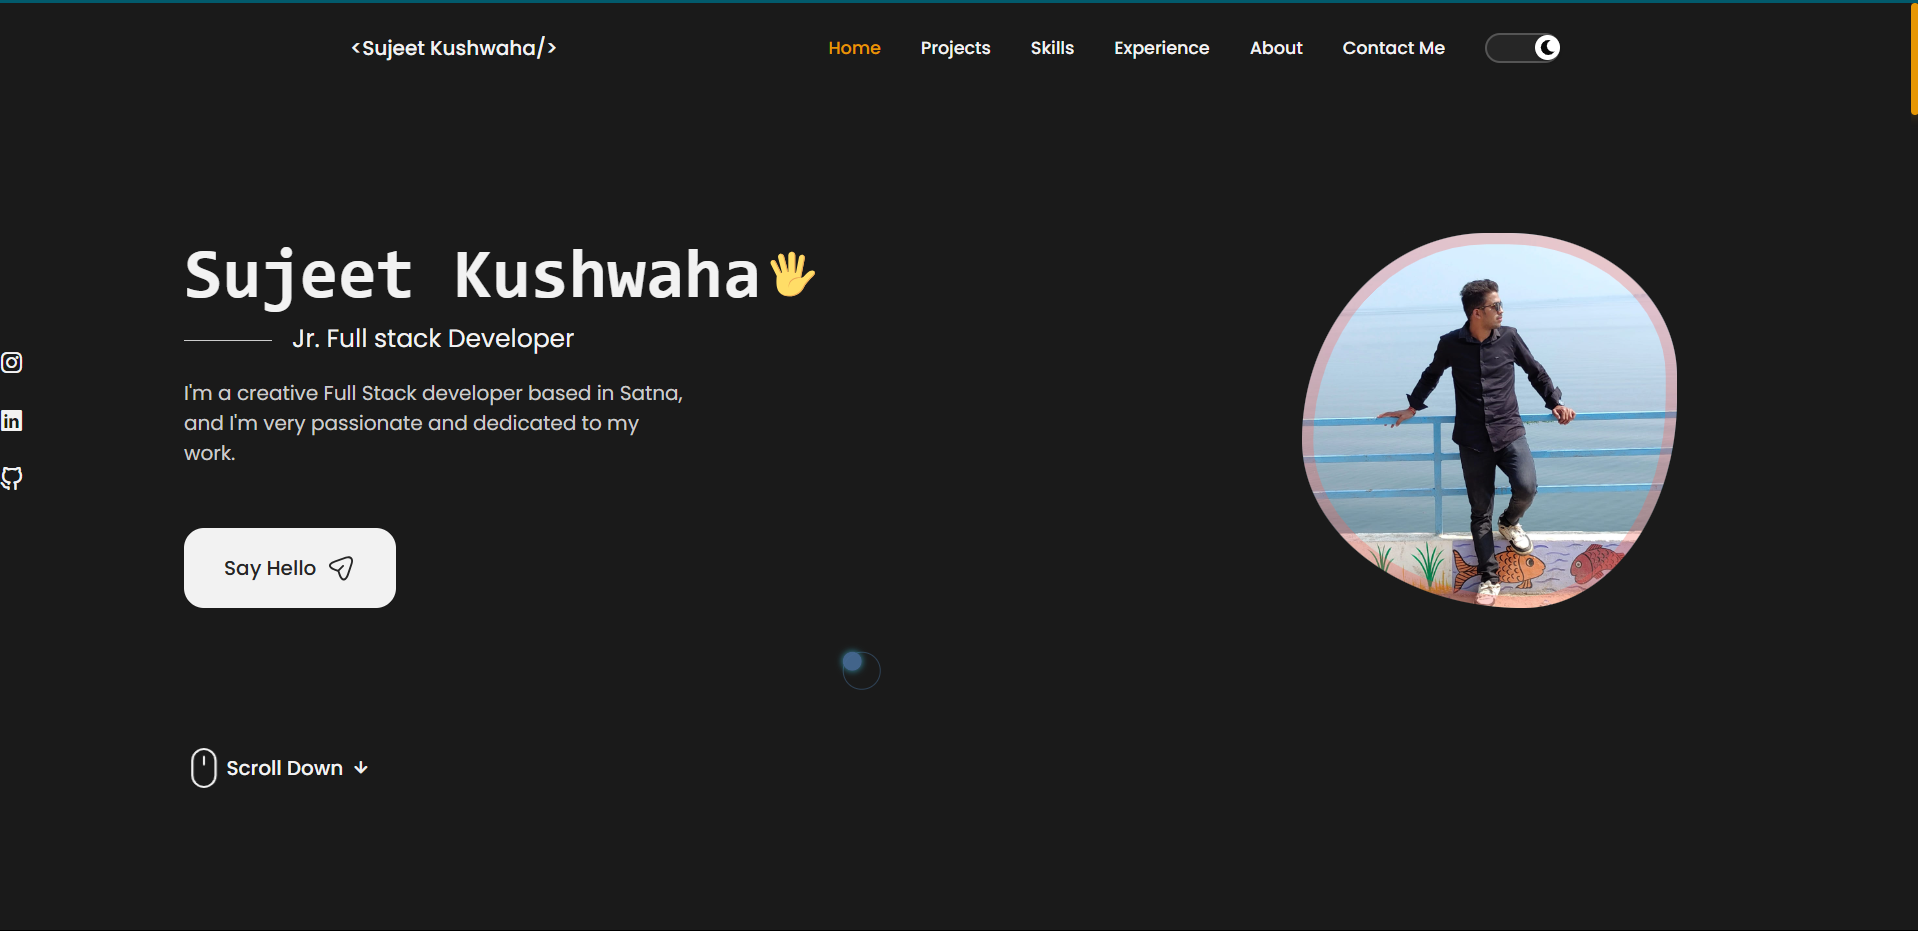 <Sujeet Kushwaha/>
Home
Projects
Skills
Experience
About
Contact Me
Sujeet Kushwaha
Jr. Full stack Developer
I'm a creative Full Stack developer based in Satna,
and I'm very passionate and dedicated to my
work.
Say Hello
Scroll Down